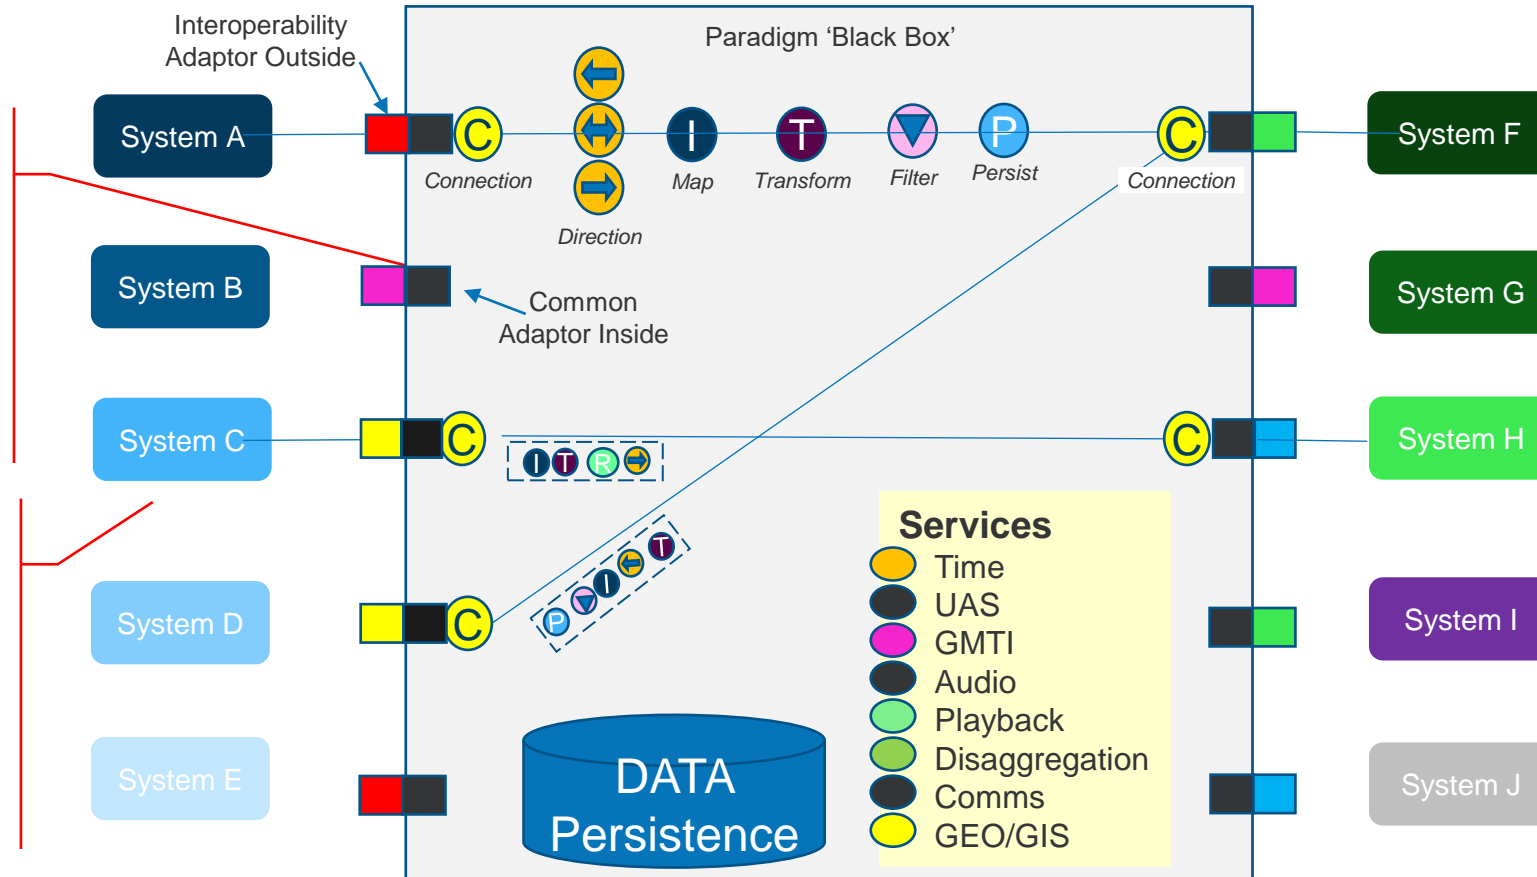 Interoperability
Adaptor Outside
Paradigm ‘Black Box’
System A
C
I
T
P
C
System F
Connection
Map
Transform
Filter
Persist
Connection
Direction
System B
Common
Adaptor Inside
System G
System C
C
I T R
C
System H
System D
C
P I T
System I
System E
DATA
Persistence
Services
Time
UAS
GMTI
Audio
Playback
Disaggregation
Comms
GEO/GIS
System J